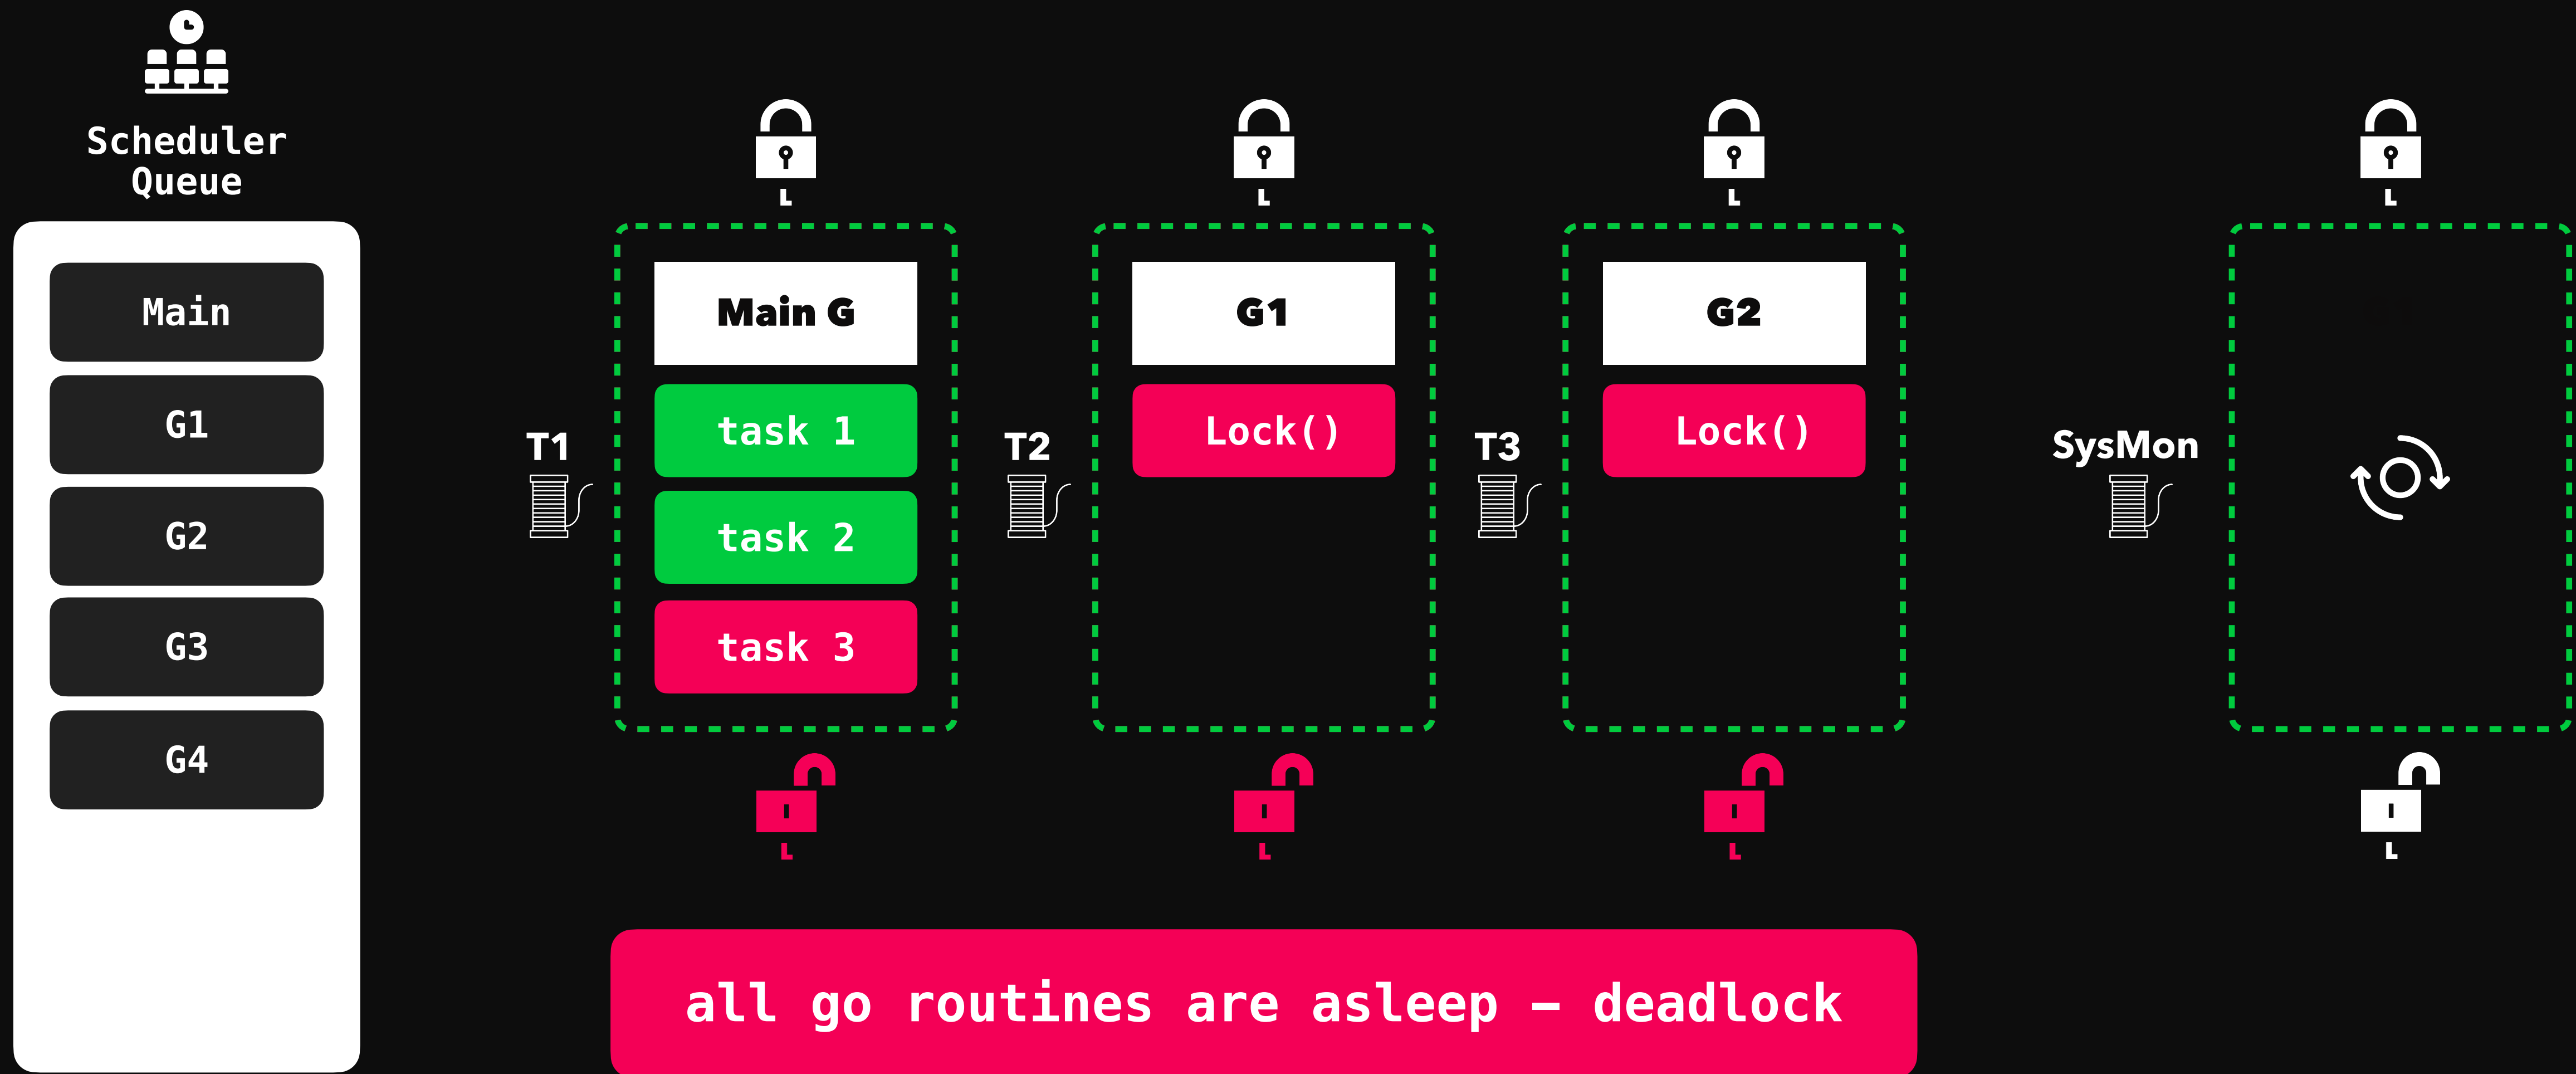 Scheduler
Queue
Main
G1
G2
G3
G4
L
L
L
L
T1
Main G
task 1
task 2
task 3
T2
G1
Lock()
T3
G2
Lock()
SysMon
L
L
L
L
all go routines are asleep – deadlock